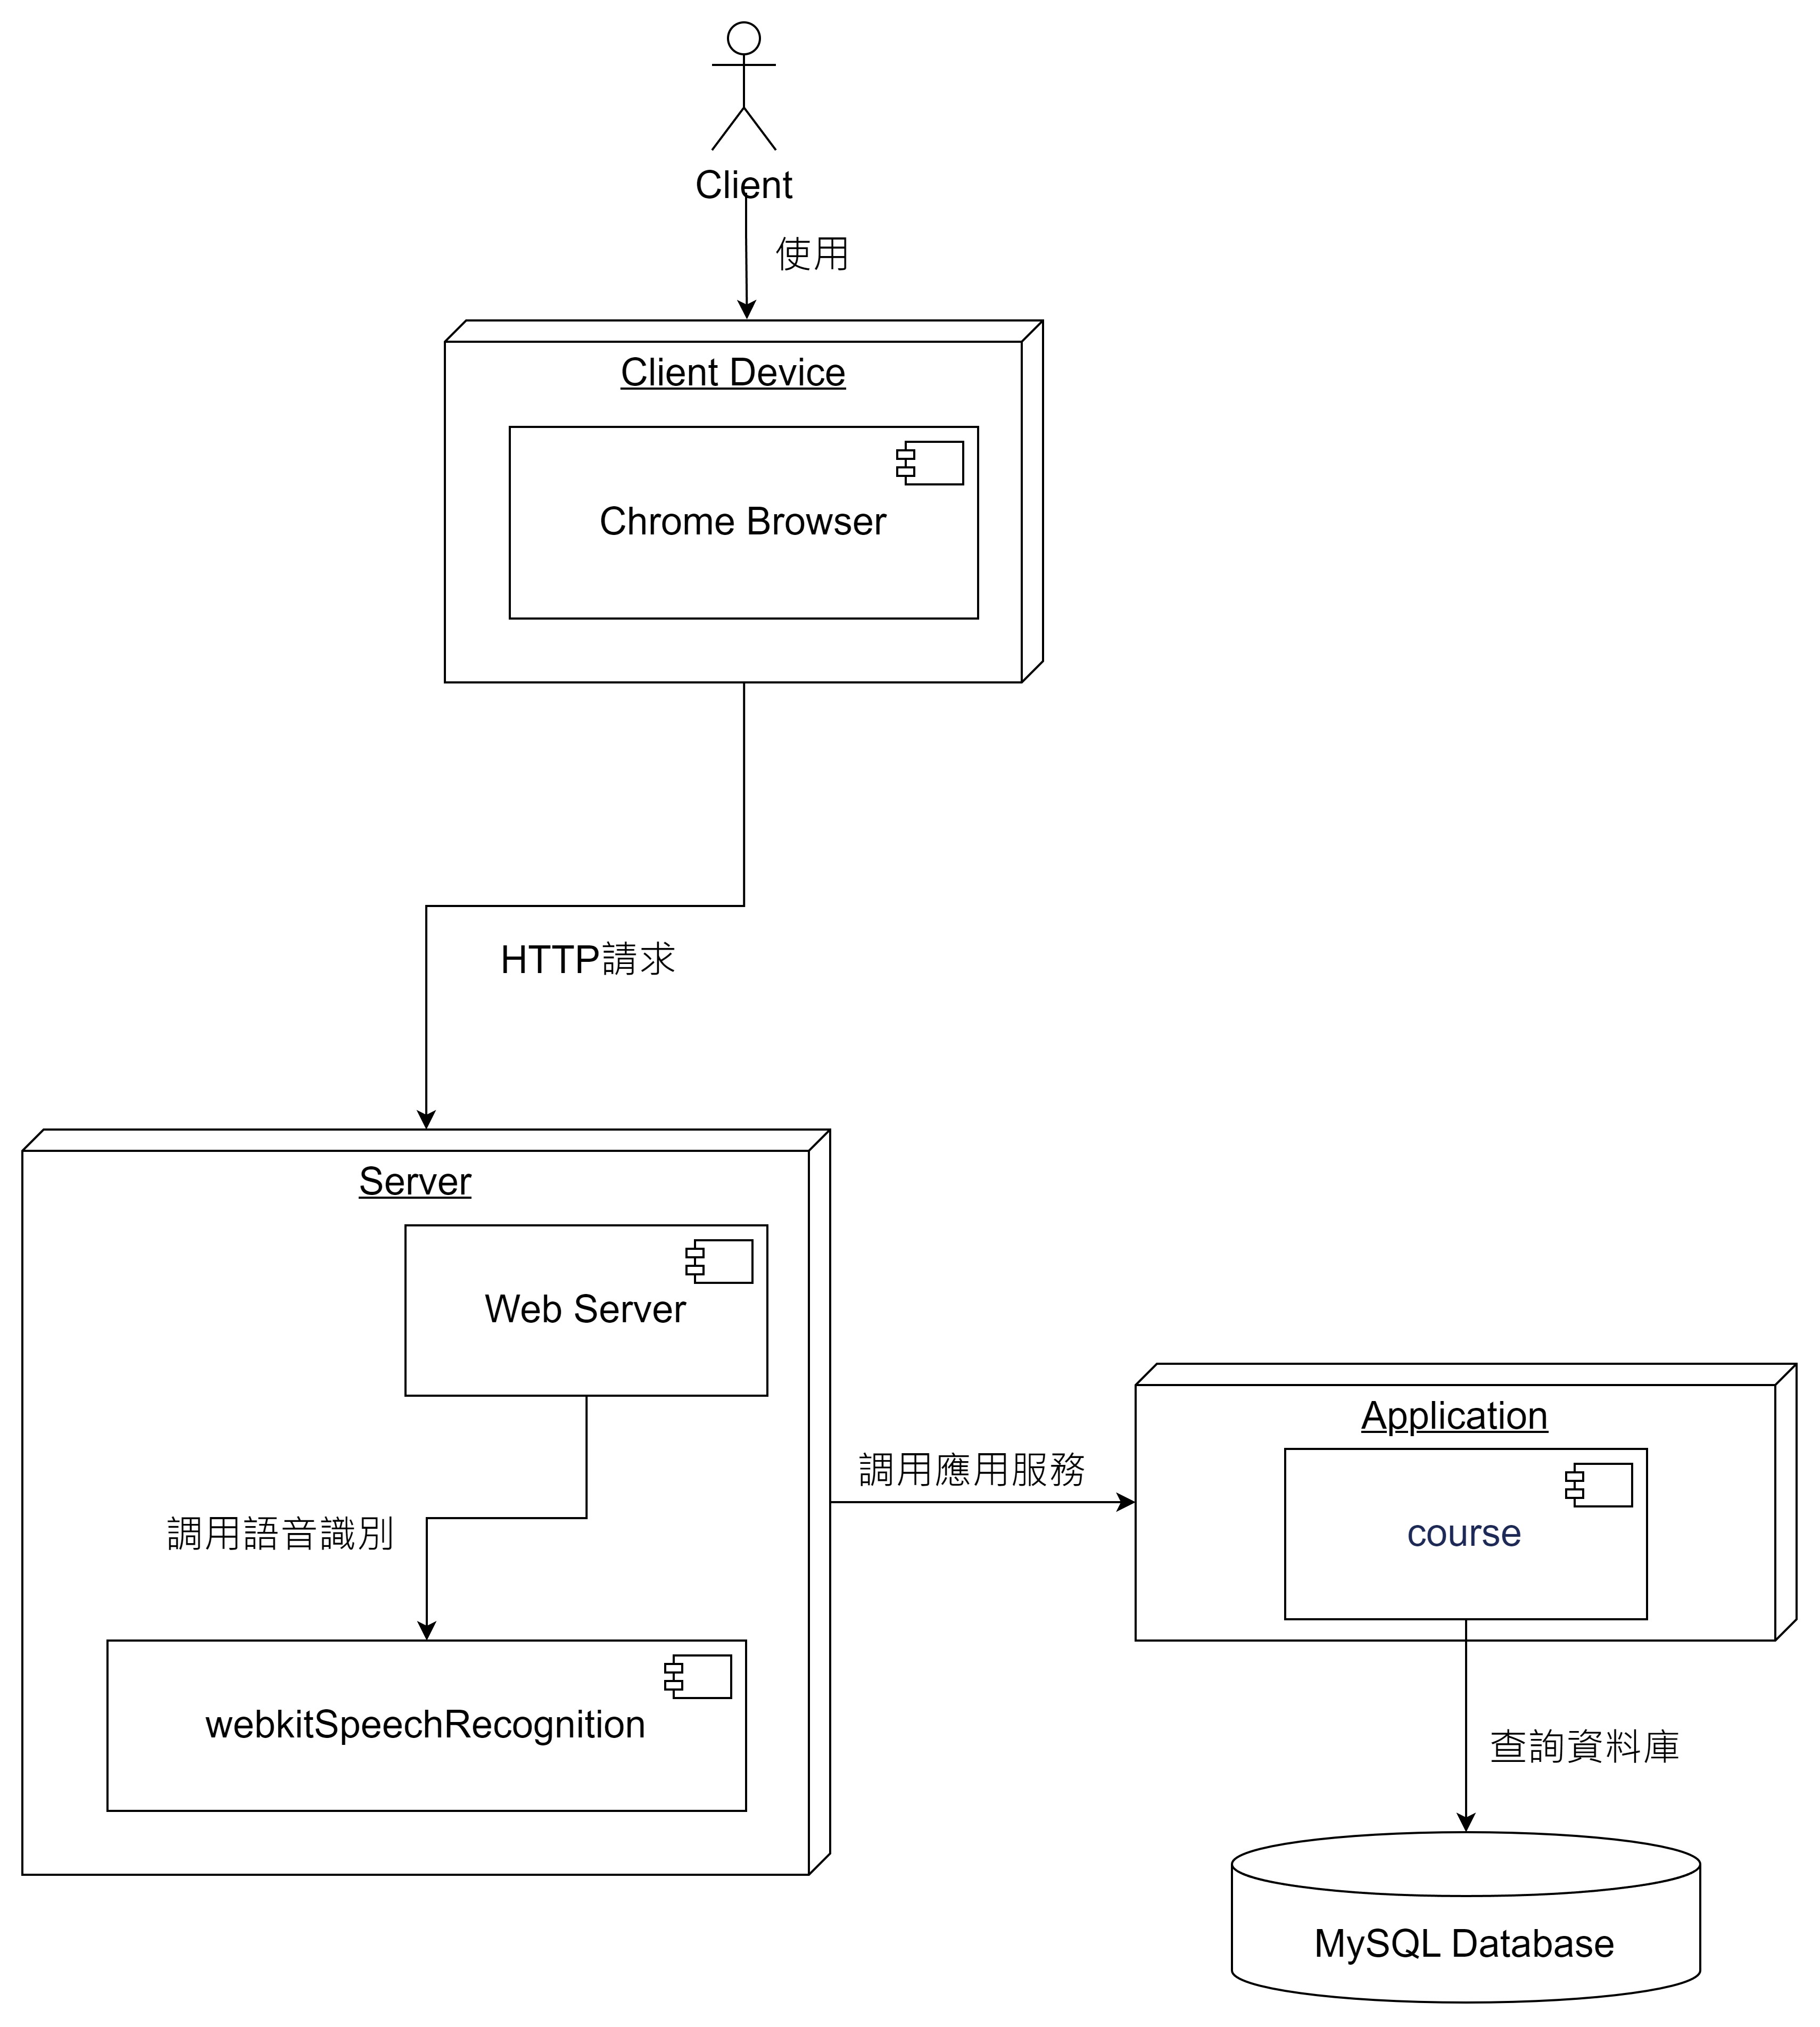 Client
使用
Client Device
Chrome Browser
HTTP請求
Server
Web Server
調用語音識別
webkitSpeechRecognition
調用應用服務
Application
course
查詢資料庫
MySQL Database